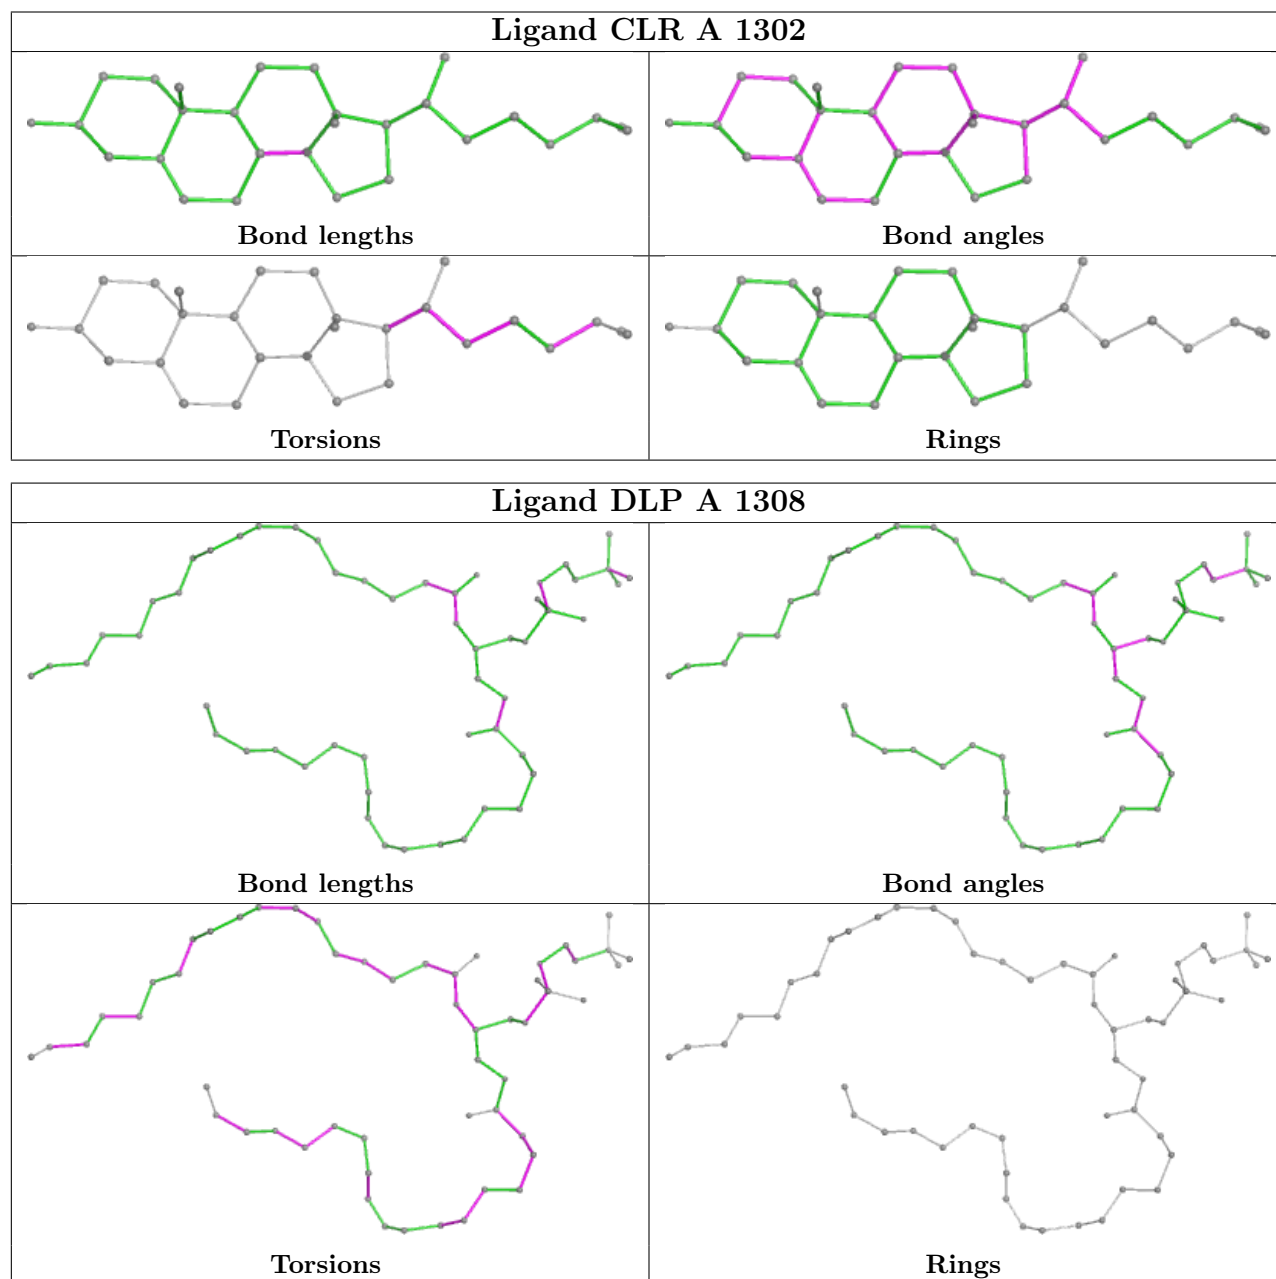 Ligand CLR A 1302
Bond lengths
Bond angles
Torsions
Rings
Ligand DLP A 1308
Bond lengths
Bond angles
Torsions
Rings